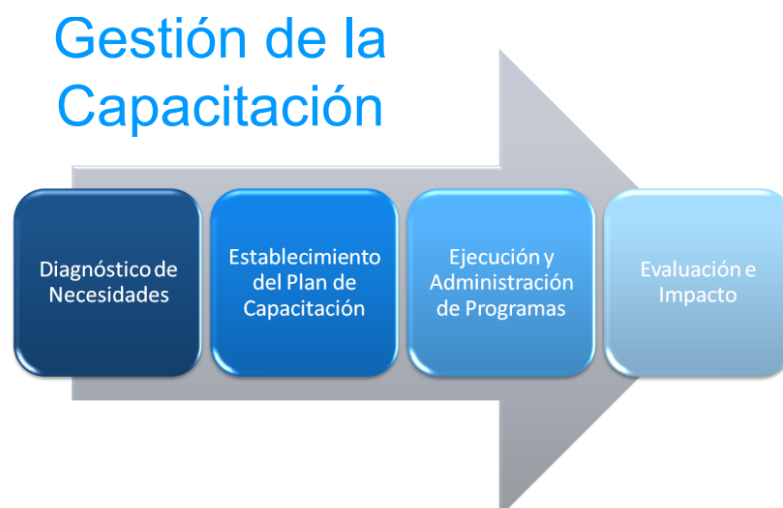 Gestión de la
Capacitación
Diagnóstico de
Necesidades
Establecimiento
del Plan de
Capacitación
Ejecución y
Administración
de Programas
Evaluación e
Impacto